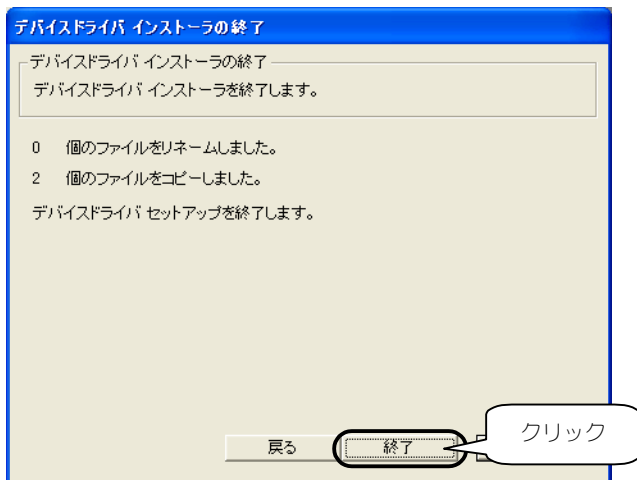 デバイスドライバ インストーラの終了
デバイスドライバ インストーラの終了
デバイスドライバ インストーラを終了します。
0 個のファイルをリネームしました。
2 個のファイルをコピーしました。
デバイスドライバ セットアップを終了します。
戻る
終了
クリック